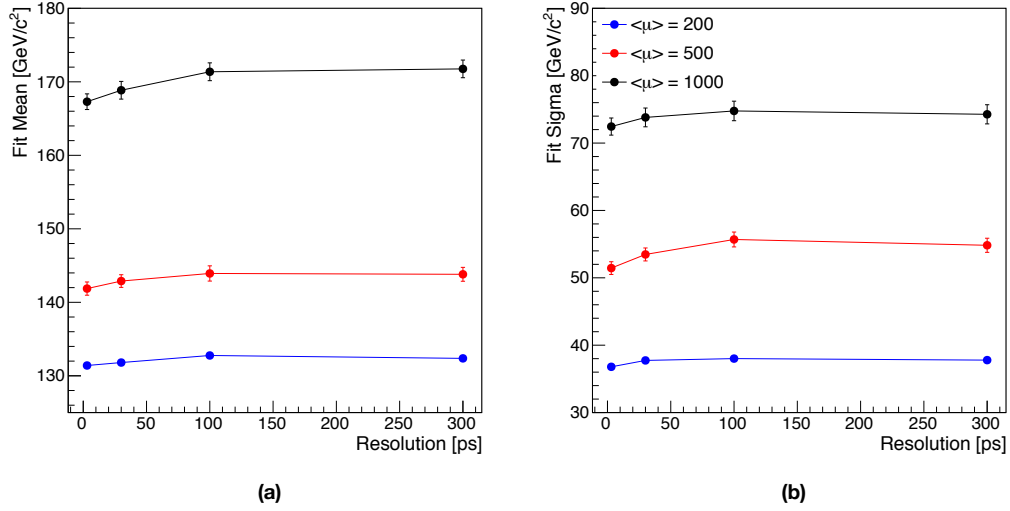 Fit Mean [GeV/c²]
180
170
160
150
140
130
0 50 100 150 200 250 300
Resolution [ps]
(a)
Fit Sigma [GeV/c²]
90
80
70
60
50
40
30
<μ> = 200
<μ> = 500
<μ> = 1000
0 50 100 150 200 250 300
Resolution [ps]
(b)